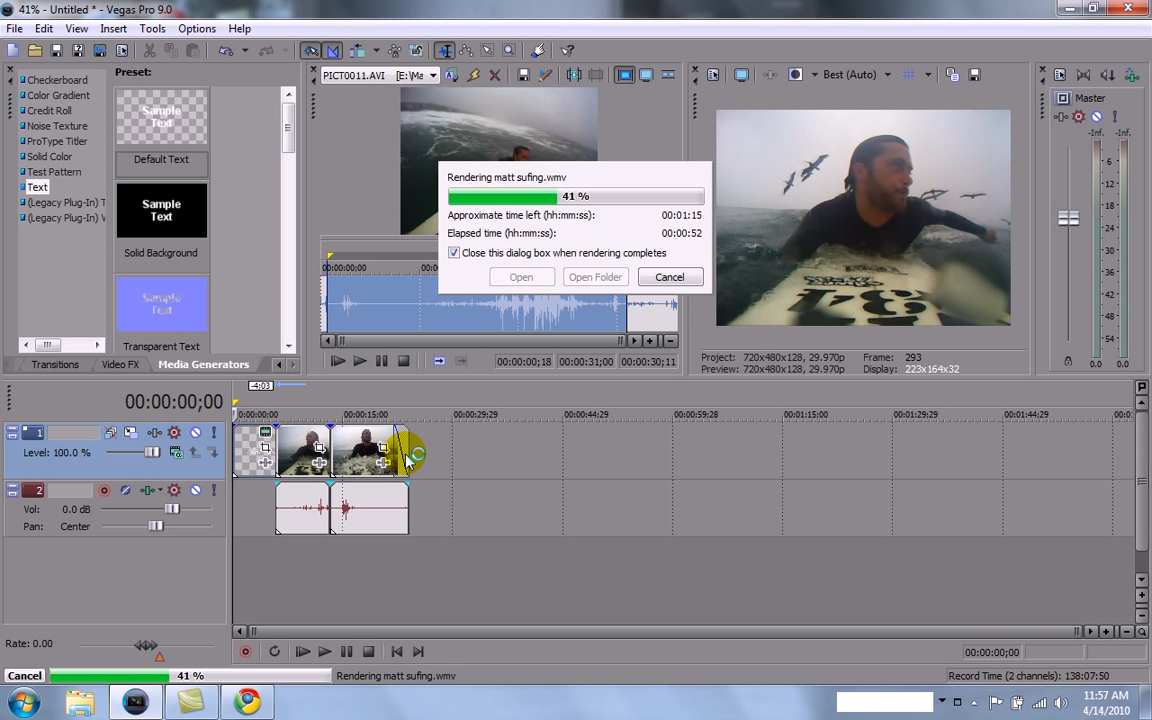 41% - Untitled * - Vegas Pro 9.0
File Edit View Insert Tools Options Help
Checkerboard
Color Gradient
Credit Roll
Noise Texture
ProType Titler
Solid Color
Test Pattern
Text
(Legacy Plug-In) T
(Legacy Plug-In)
Preset:
Sample
Text
Default Text
Sample
Text
Solid Background
Sample
Text
Transparent Text
Transitions Video FX Media Generators
PICT0011.AVI [E:\Ma
00:00:00;00
00:00:00;18 00:00:31;00 00:00:30;11
Rendering matt sufing.wmv
41 %
Approximate time left (hh:mm:ss): 00:01:15
Elapsed time (hh:mm:ss): 00:00:52
Close this dialog box when rendering completes
Open Open Folder Cancel
Best (Auto)
Project: 720x480x128, 29.970p Frame: 293
Preview: 720x480x128, 29.970p Display: 223x164x32
Master
-Inf. -Inf.
6
12
18
24
30
36
42
48
54
0.0 0.0
-4;03
00:00:00;00
00:00:00 00:00:15:00 00:00:29:29 00:00:44:29 00:00:59:28 00:01:15:00 00:01:29:29 00:01:44:29
1
Level: 100.0 %
2
Vol: 0.0 dB
Pan: Center
Rate: 0.00
00:00:00;00
Cancel 41 % Rendering matt sufing.wmv Record Time (2 channels): 138:07:50
11:57 AM
4/14/2010